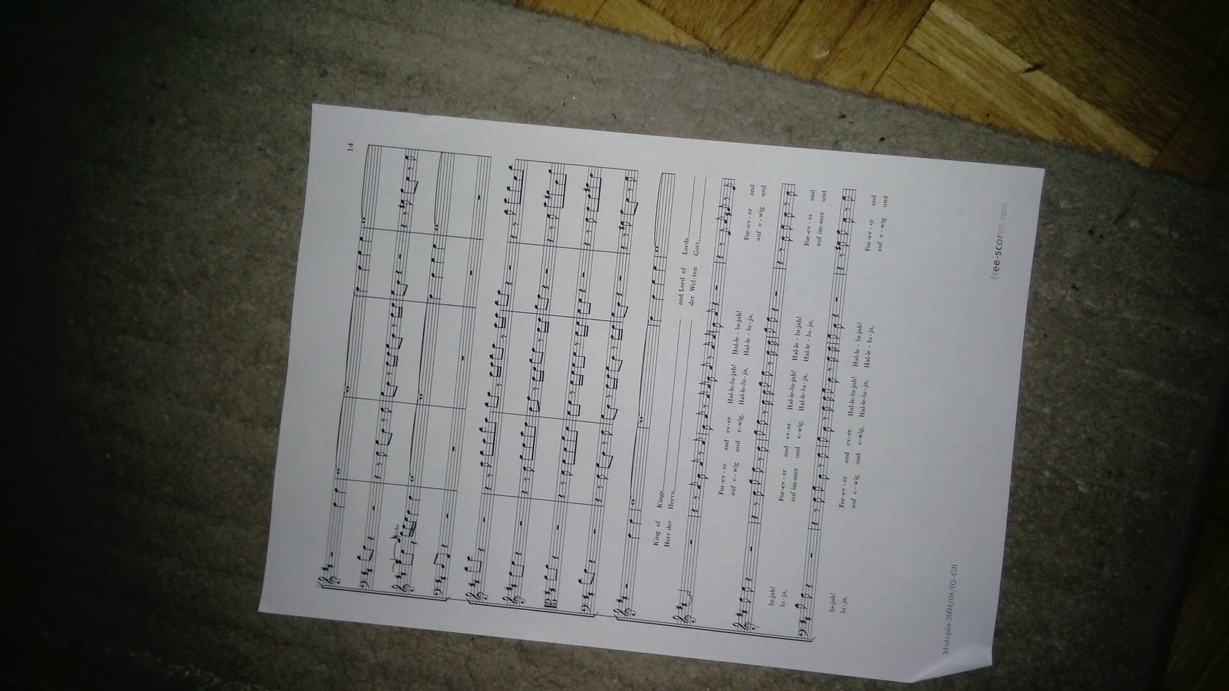 14
King of Kings
and Lord of Lords
Herr der Herrn
der Wel-ten Gott,
For-ev-er and ev-er. Hal-le-lu-jah! Hal-le-lu-jah! For-ev-er and
auf e-wig und e-wig, Hal-le-lu-ja, Hal-le-lu-ja, auf e-wig und
lu-jah! For-ev-er and ev-er. Hal-le-lu-jah! Hal-le-lu-jah! For-ev-er and
lu-ja, auf im-mer und e-wig, Hal-le-lu-ja, Hal-le-lu-ja, auf im-mer und
lu-jah! For-ev-er and ev-er. Hal-le-lu-jah! Hal-le-lu-jah! For-ev-er and
lu-ja, auf e-wig und e-wig, Hal-le-lu-ja, Hal-le-lu-ja, auf e-wig und
Mutopia-2004/08/02-159
free-scores.com